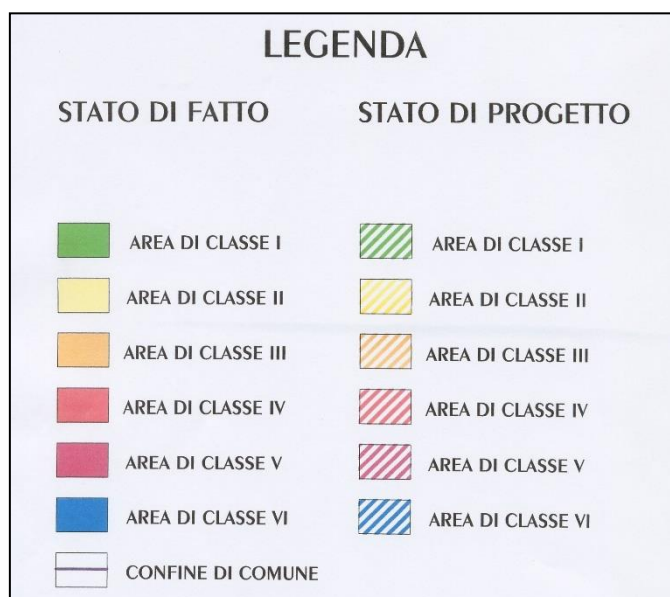 LEGENDA
STATO DI FATTO
AREA DI CLASSE I
AREA DI CLASSE II
AREA DI CLASSE III
AREA DI CLASSE IV
AREA DI CLASSE V
AREA DI CLASSE VI
CONFINE DI COMUNE
STATO DI PROGETTO
AREA DI CLASSE I
AREA DI CLASSE II
AREA DI CLASSE III
AREA DI CLASSE IV
AREA DI CLASSE V
AREA DI CLASSE VI